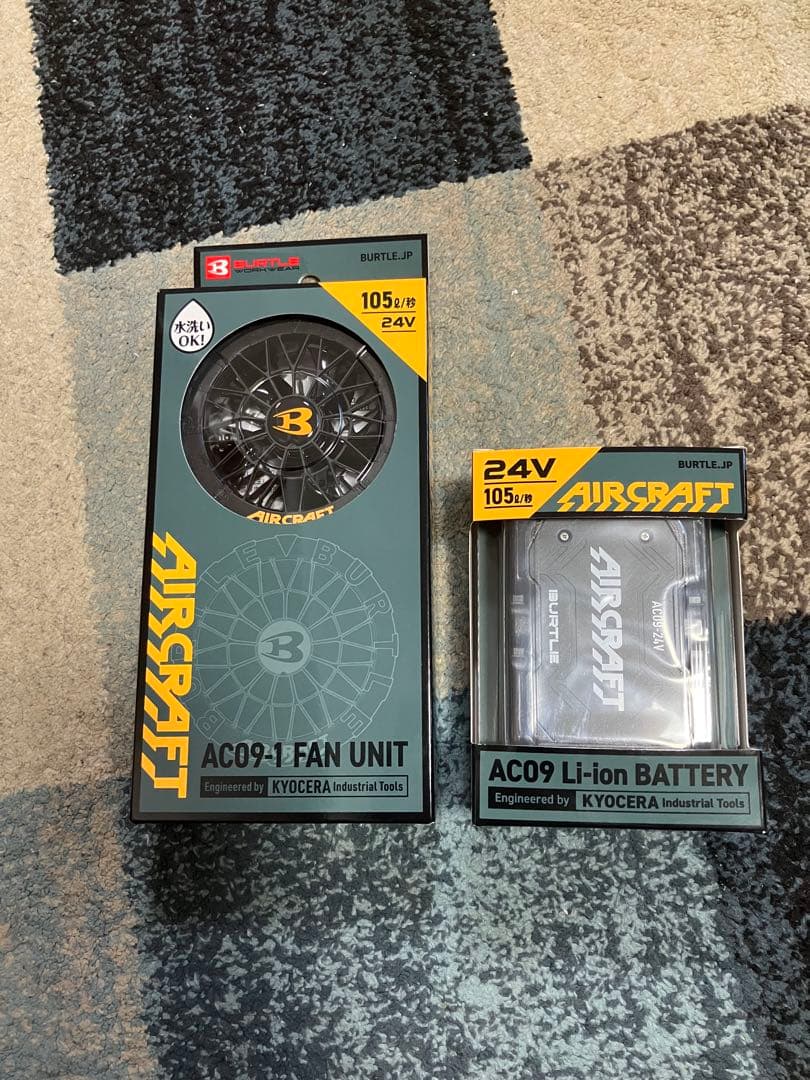 BURTLE
WORKWEAR
BURTLE.JP
水洗い
OK!
105ℓ/秒
24V
B
AIRCRAFT
AIRCRAFT
BURTLE
B
AC09-1 FAN UNIT
Engineered by KYOCERA Industrial Tools
24V
105ℓ/秒
BURTLE.JP
AIRCRAFT
AIRCRAFT
BURTLE
AC09-24V
AC09 Li-ion BATTERY
Engineered by KYOCERA Industrial Tools